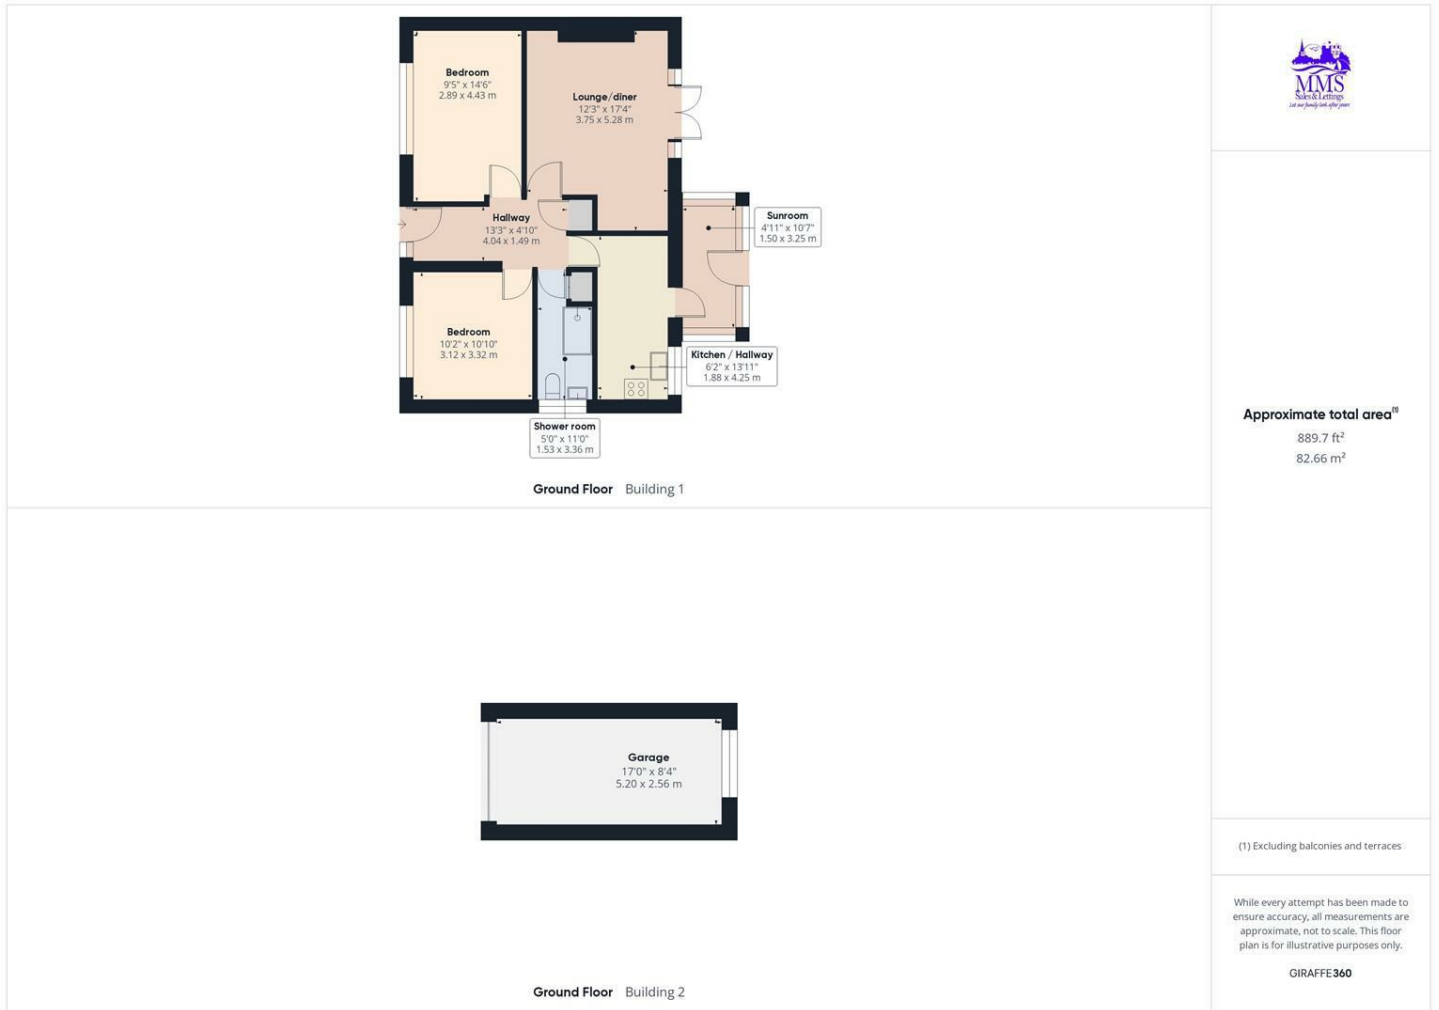 Bedroom
9'5" x 14'6"
2.89 x 4.43 m
Lounge/diner
12'3" x 17'4"
3.75 x 5.28 m
Hallway
13'3" x 4'10"
4.04 x 1.49 m
Sunroom
4'11" x 10'7"
1.50 x 3.25 m
Bedroom
10'2" x 10'10"
3.12 x 3.32 m
Kitchen / Hallway
6'2" x 13'11"
1.88 x 4.25 m
Shower room
5'0" x 11'0"
1.53 x 3.36 m
Ground Floor Building 1
Garage
17'0" x 8'4"
5.20 x 2.56 m
Ground Floor Building 2
MMS
Sales & Lettings
Let our family look after yours
Approximate total area(1)
889.7 ft²
82.66 m²
(1) Excluding balconies and terraces
While every attempt has been made to
ensure accuracy, all measurements are
approximate, not to scale. This floor
plan is for illustrative purposes only.
GIRAFFE360